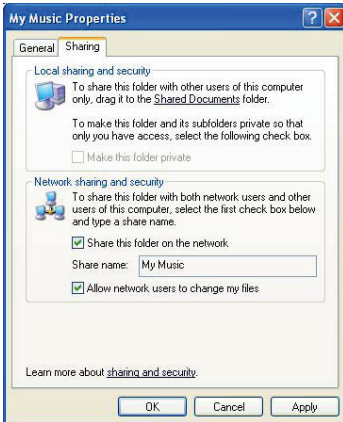 My Music Properties
General Sharing
Local sharing and security
To share this folder with other users of this computer
only, drag it to the Shared Documents folder.
To make this folder and its subfolders private so that
only you have access, select the following check box.
Make this folder private
Network sharing and security
To share this folder with both network users and other
users of this computer, select the first check box below
and type a share name.
Share this folder on the network
Share name: My Music
Allow network users to change my files
Learn more about sharing and security.
OK Cancel Apply